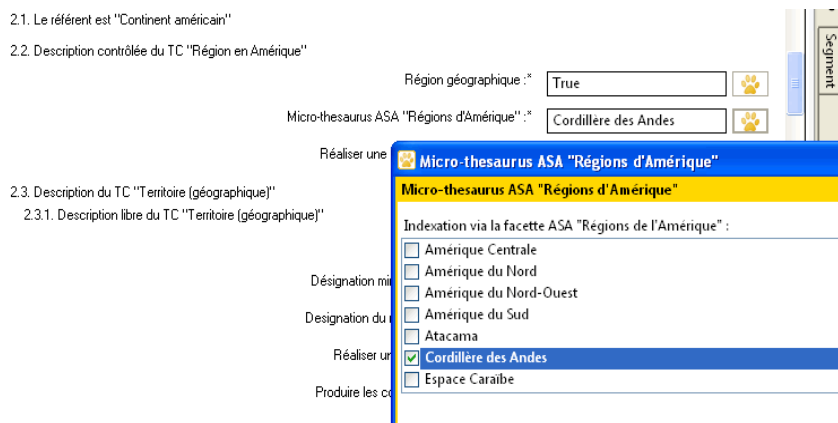 2.1. Le référent est "Continent américain"
2.2. Description contrôlée du TC "Région en Amérique"
Région géographique :* True
Micro-thesaurus ASA "Régions d'Amérique" :* Cordillère des Andes
Réaliser une
Micro-thesaurus ASA "Régions d'Amérique"
Micro-thesaurus ASA "Régions d'Amérique"
2.3. Description du TC "Territoire (géographique)"
2.3.1. Description libre du TC "Territoire (géographique)"
Indexation via la facette ASA "Régions de l'Amérique" :
Amérique Centrale
Amérique du Nord
Désignation
Amérique du Nord-Ouest
Designation du
Amérique du Sud
Atacama
Réaliser
Cordillère des Andes
Espace Caraïbe
Produire les
Segment